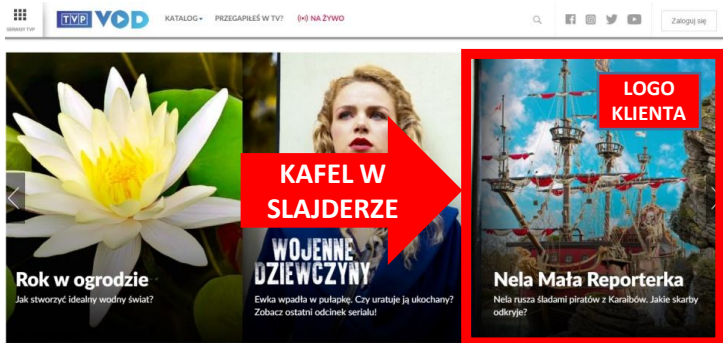 SERWISY TVP
TVP VOD
KATALOG
PRZEGAPIŁEŚ W TV?
NA ŻYWO
Zaloguj się
LOGO
KLIENTA
KAFEL W
SLAJDERZE
Rok w ogrodzie
Jak stworzyć idealny wodny świat?
WOJENNE
DZIEWCZYNY
Ewka wpadła w pułapkę. Czy uratuje ją ukochany?
Zobacz ostatni odcinek serialu!
Nela Mała Reporterka
Nela rusza śladami piratów z Karaibów. Jakie skarby
odkryje?